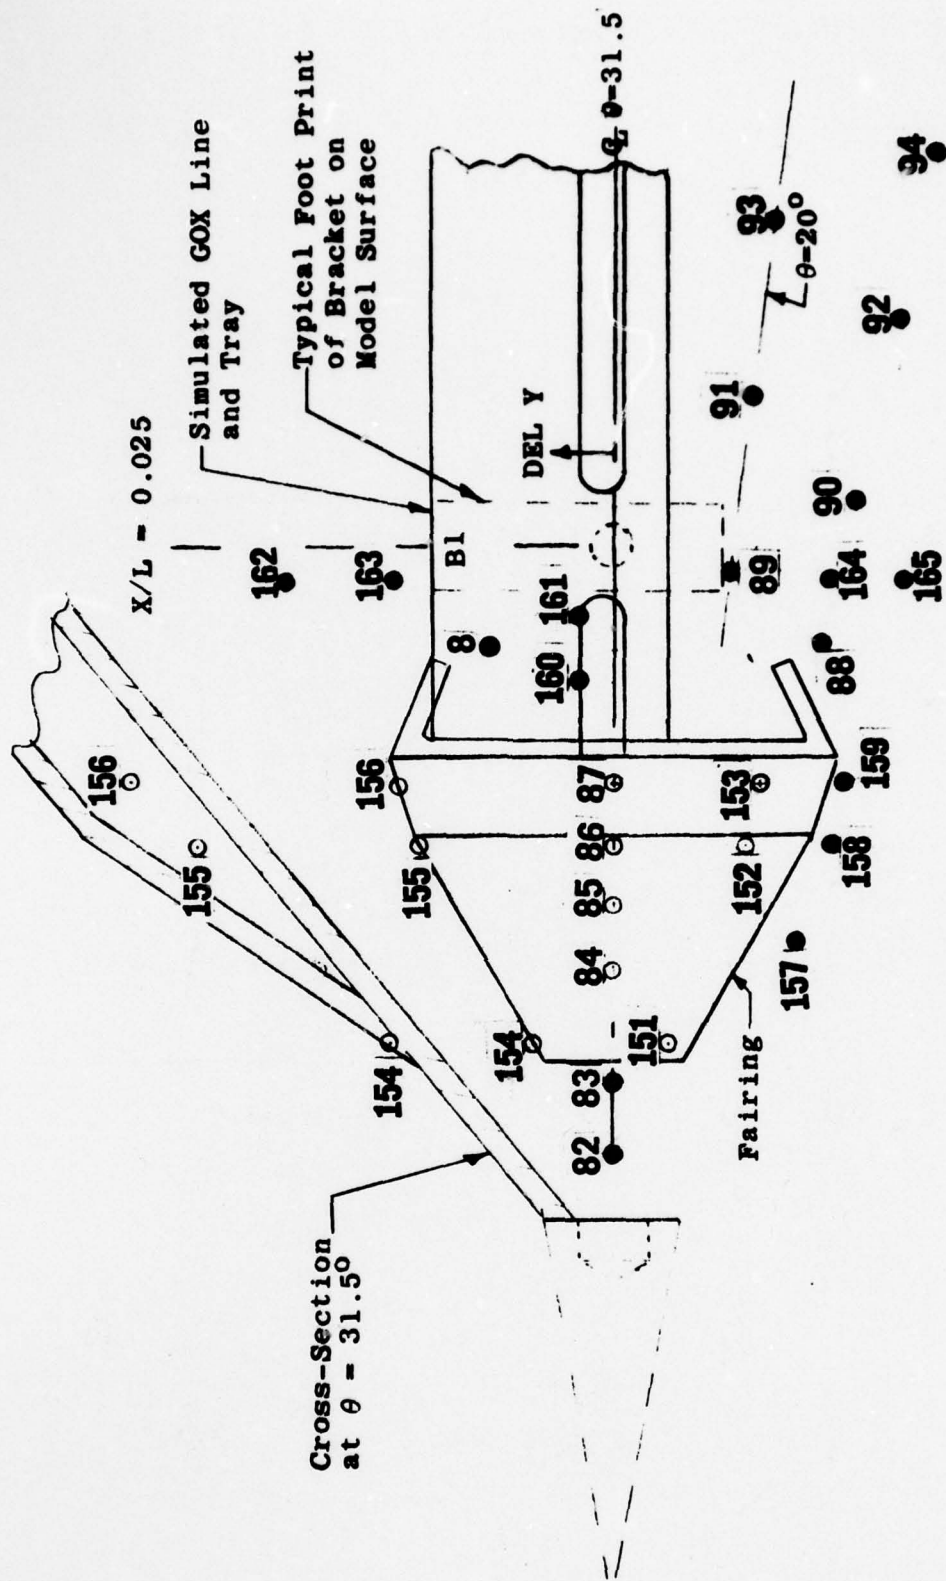 X/L = 0.025
Simulated GOX Line
and Tray
Typical Foot Print
of Bracket on
Model Surface
Cross-Section
at θ = 31.5°
156
155
154
162
163
8
B1
DEL Y
℄ θ=31.5
156
155
154
160
161
82
83
84
85
86
87
151
152
153
157
158
159
88
89
164
165
90
91
92
93
94
θ=20°
Fairing